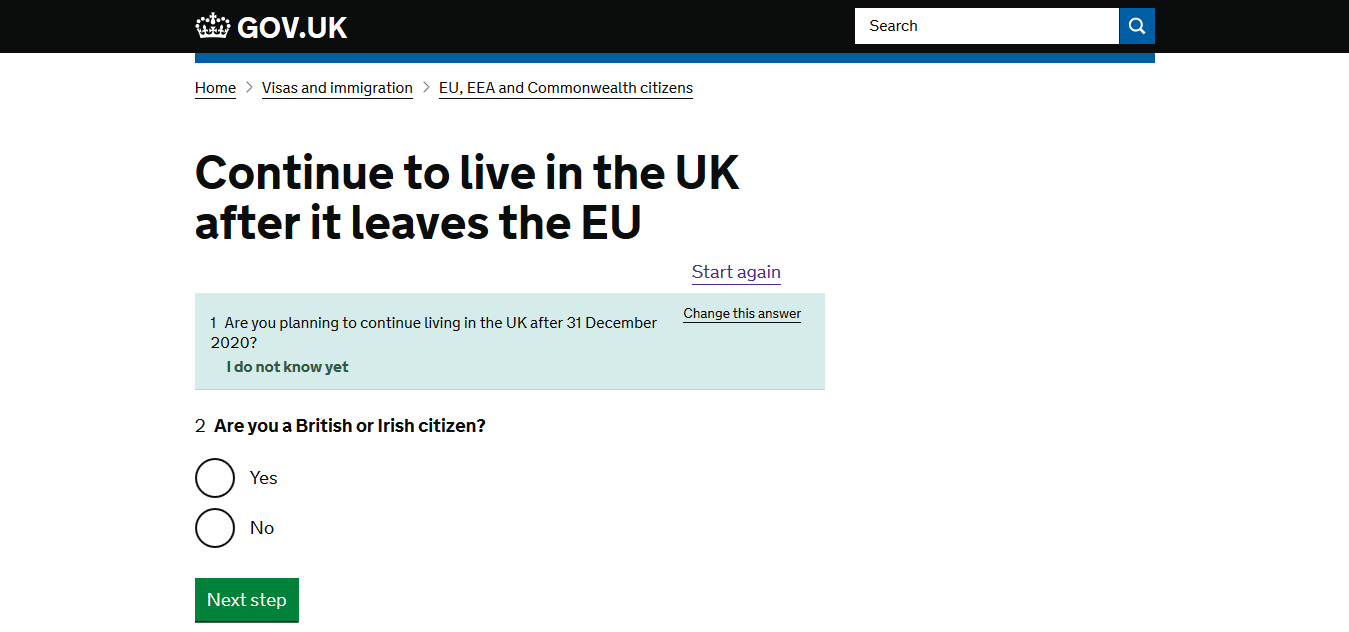 GOV.UK
Search
Home > Visas and immigration > EU, EEA and Commonwealth citizens
Continue to live in the UK
after it leaves the EU
Start again
1 Are you planning to continue living in the UK after 31 December
2020?
Change this answer
I do not know yet
2 Are you a British or Irish citizen?
Yes
No
Next step